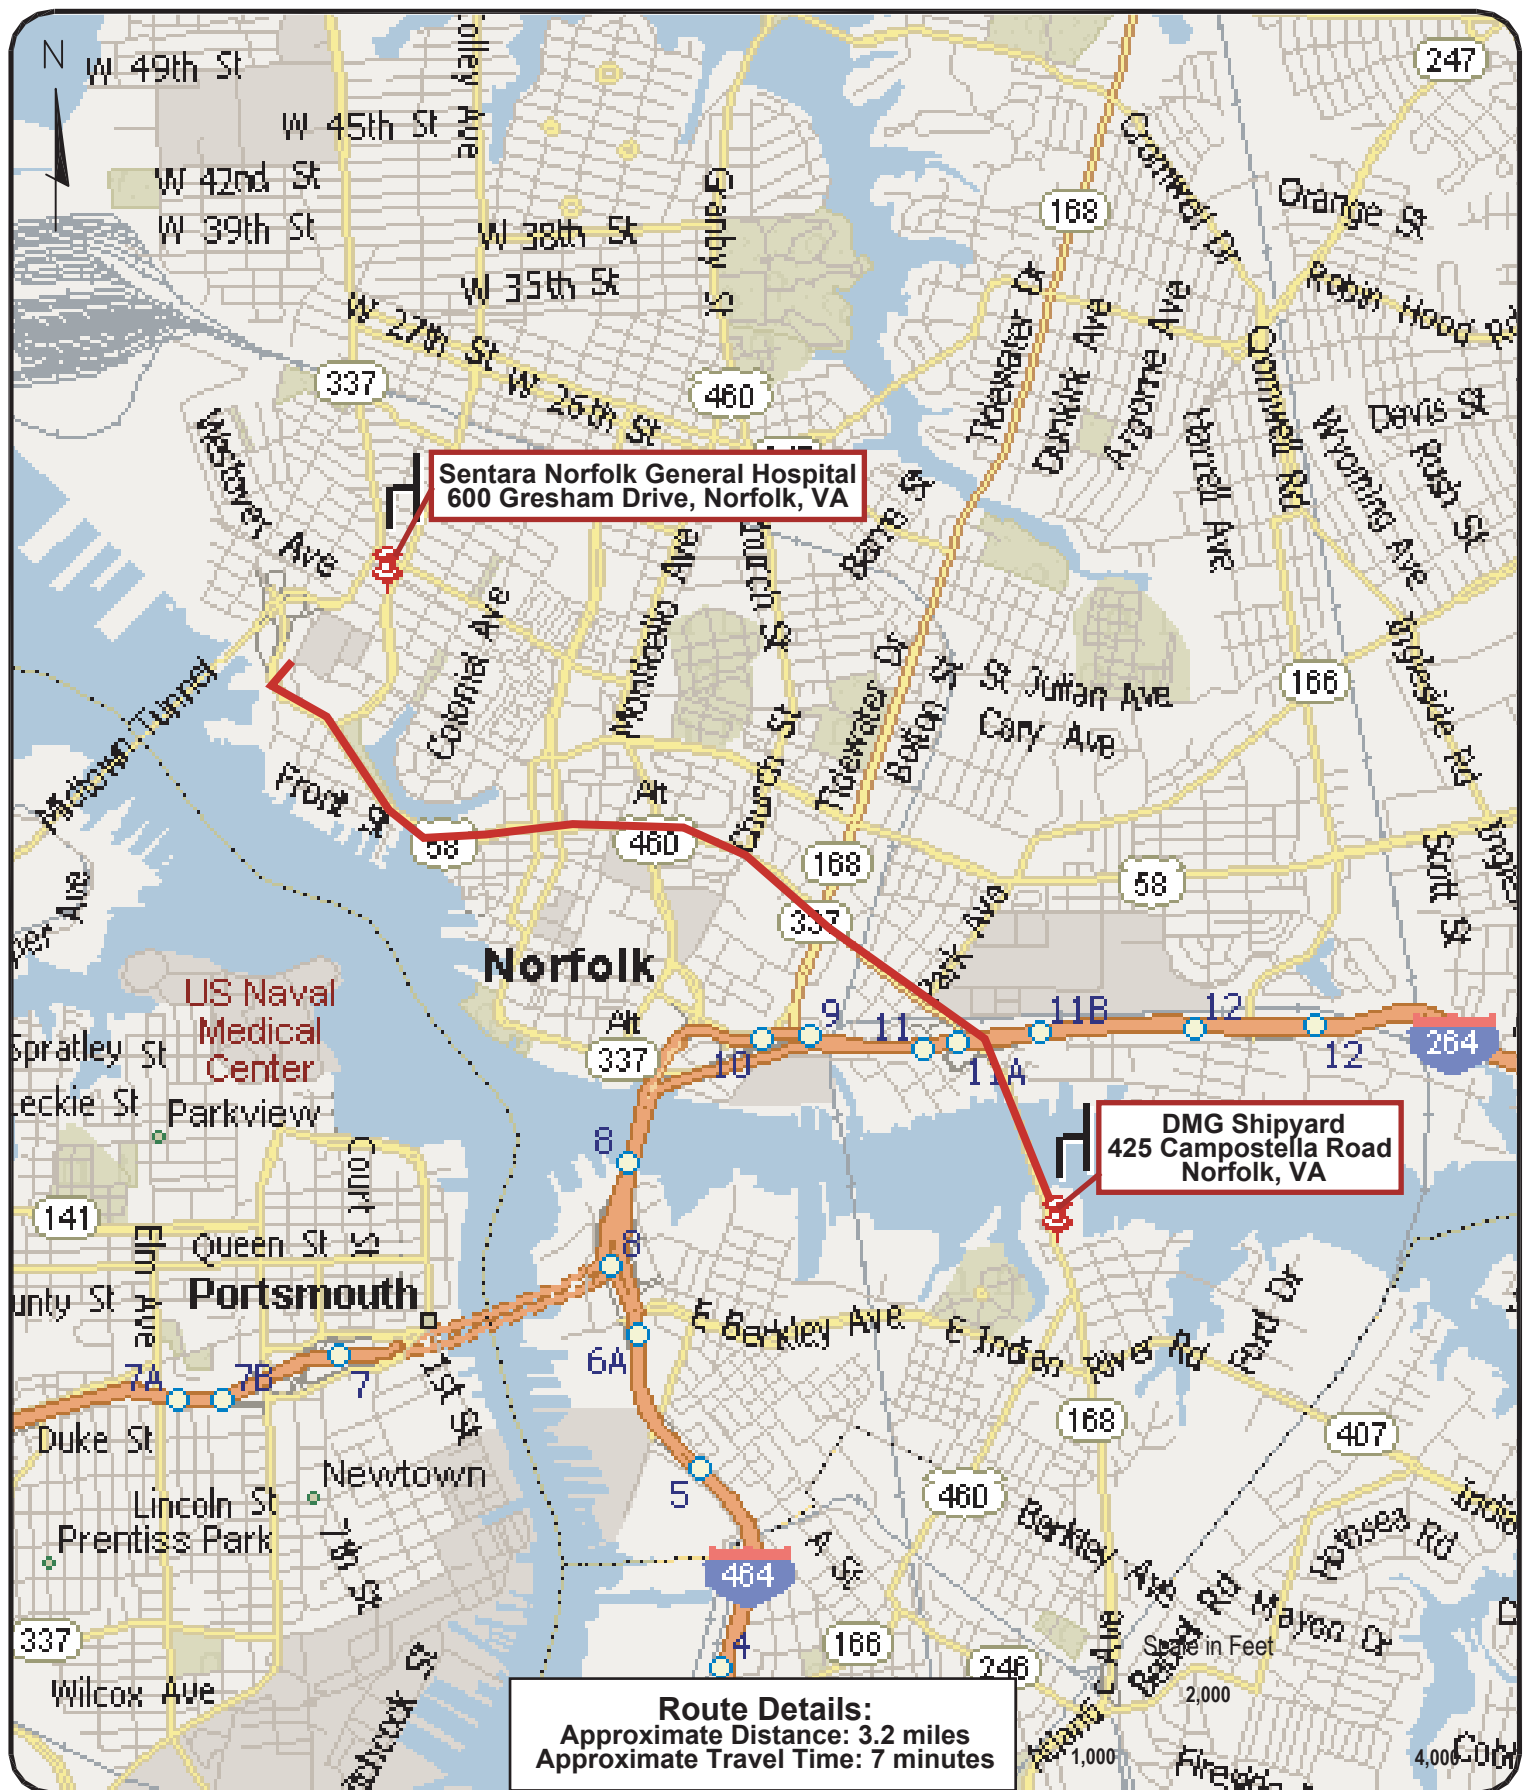 N
W 49th St
247
W 45th St
W 42nd St
168
Cromwel Dr
Orange St
W 39th St
W 38th St
Granby St
W 35th St
Tidewater Dr
Robin Hood Rd
W 27th St
337
460
W 26th St
Dunkirk Ave
Argonne Ave
Cromwell Rd
Davis St
Westover Ave
Harrell Ave
Wyoming Ave
Rush St
Sentara Norfolk General Hospital
600 Gresham Drive, Norfolk, VA
Colonial Ave
Monticello Ave
Tidewater Dr
St Julian Ave
Cary Ave
166
Ingleside Rd
Midtown Tunnel
Front St
Church St
Alt
460
58
168
58
Scott St
337
Park Ave
Norfolk
US Naval
Medical
Center
Alt
337
9
10
11
11A
11B
12
12
264
Spratley St
Leckie St
Parkview
8
DMG Shipyard
425 Campostella Road
Norfolk, VA
Court St
141
Elm Ave
Queen St
Portsmouth
6A
E Berkley Ave
E Indian River Rd
Ford Dr
7A
7B
7
1st St
168
407
Duke St
Newtown
5
460
Lincoln St
Prentiss Park
7th St
Berkley Ave
Hothsea Rd
A St
464
Mayon Dr
337
4
166
246
Scale in Feet
Wilcox Ave
2,000
Route Details:
Approximate Distance: 3.2 miles
Approximate Travel Time: 7 minutes
1,000
4,000